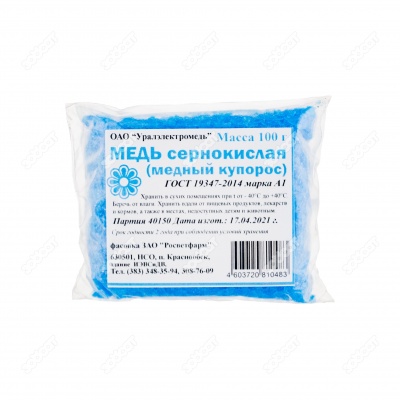 ОАО "Уралэлектромедь" Масса 100 г
МЕДЬ сернокислая
(медный купорос)
ГОСТ 19347-2014 марка А1
Хранить в сухих помещениях при t от - 40°С до +40°С
Беречь от влаги. Хранить вдали от пищевых продуктов, лекарств
и кормов, а также в местах, недоступных детям и животным.
Партия 40150 Дата изгот.: 17.04.2021 г.
Срок годности 2 года при соблюдении условий хранения
фасовка ЗАО "Росветфарм"
630501, НСО, п. Краснообск,
здание ИЭВСиДВ.
Тел. (383) 348-35-94, 308-76-09
4603720810483